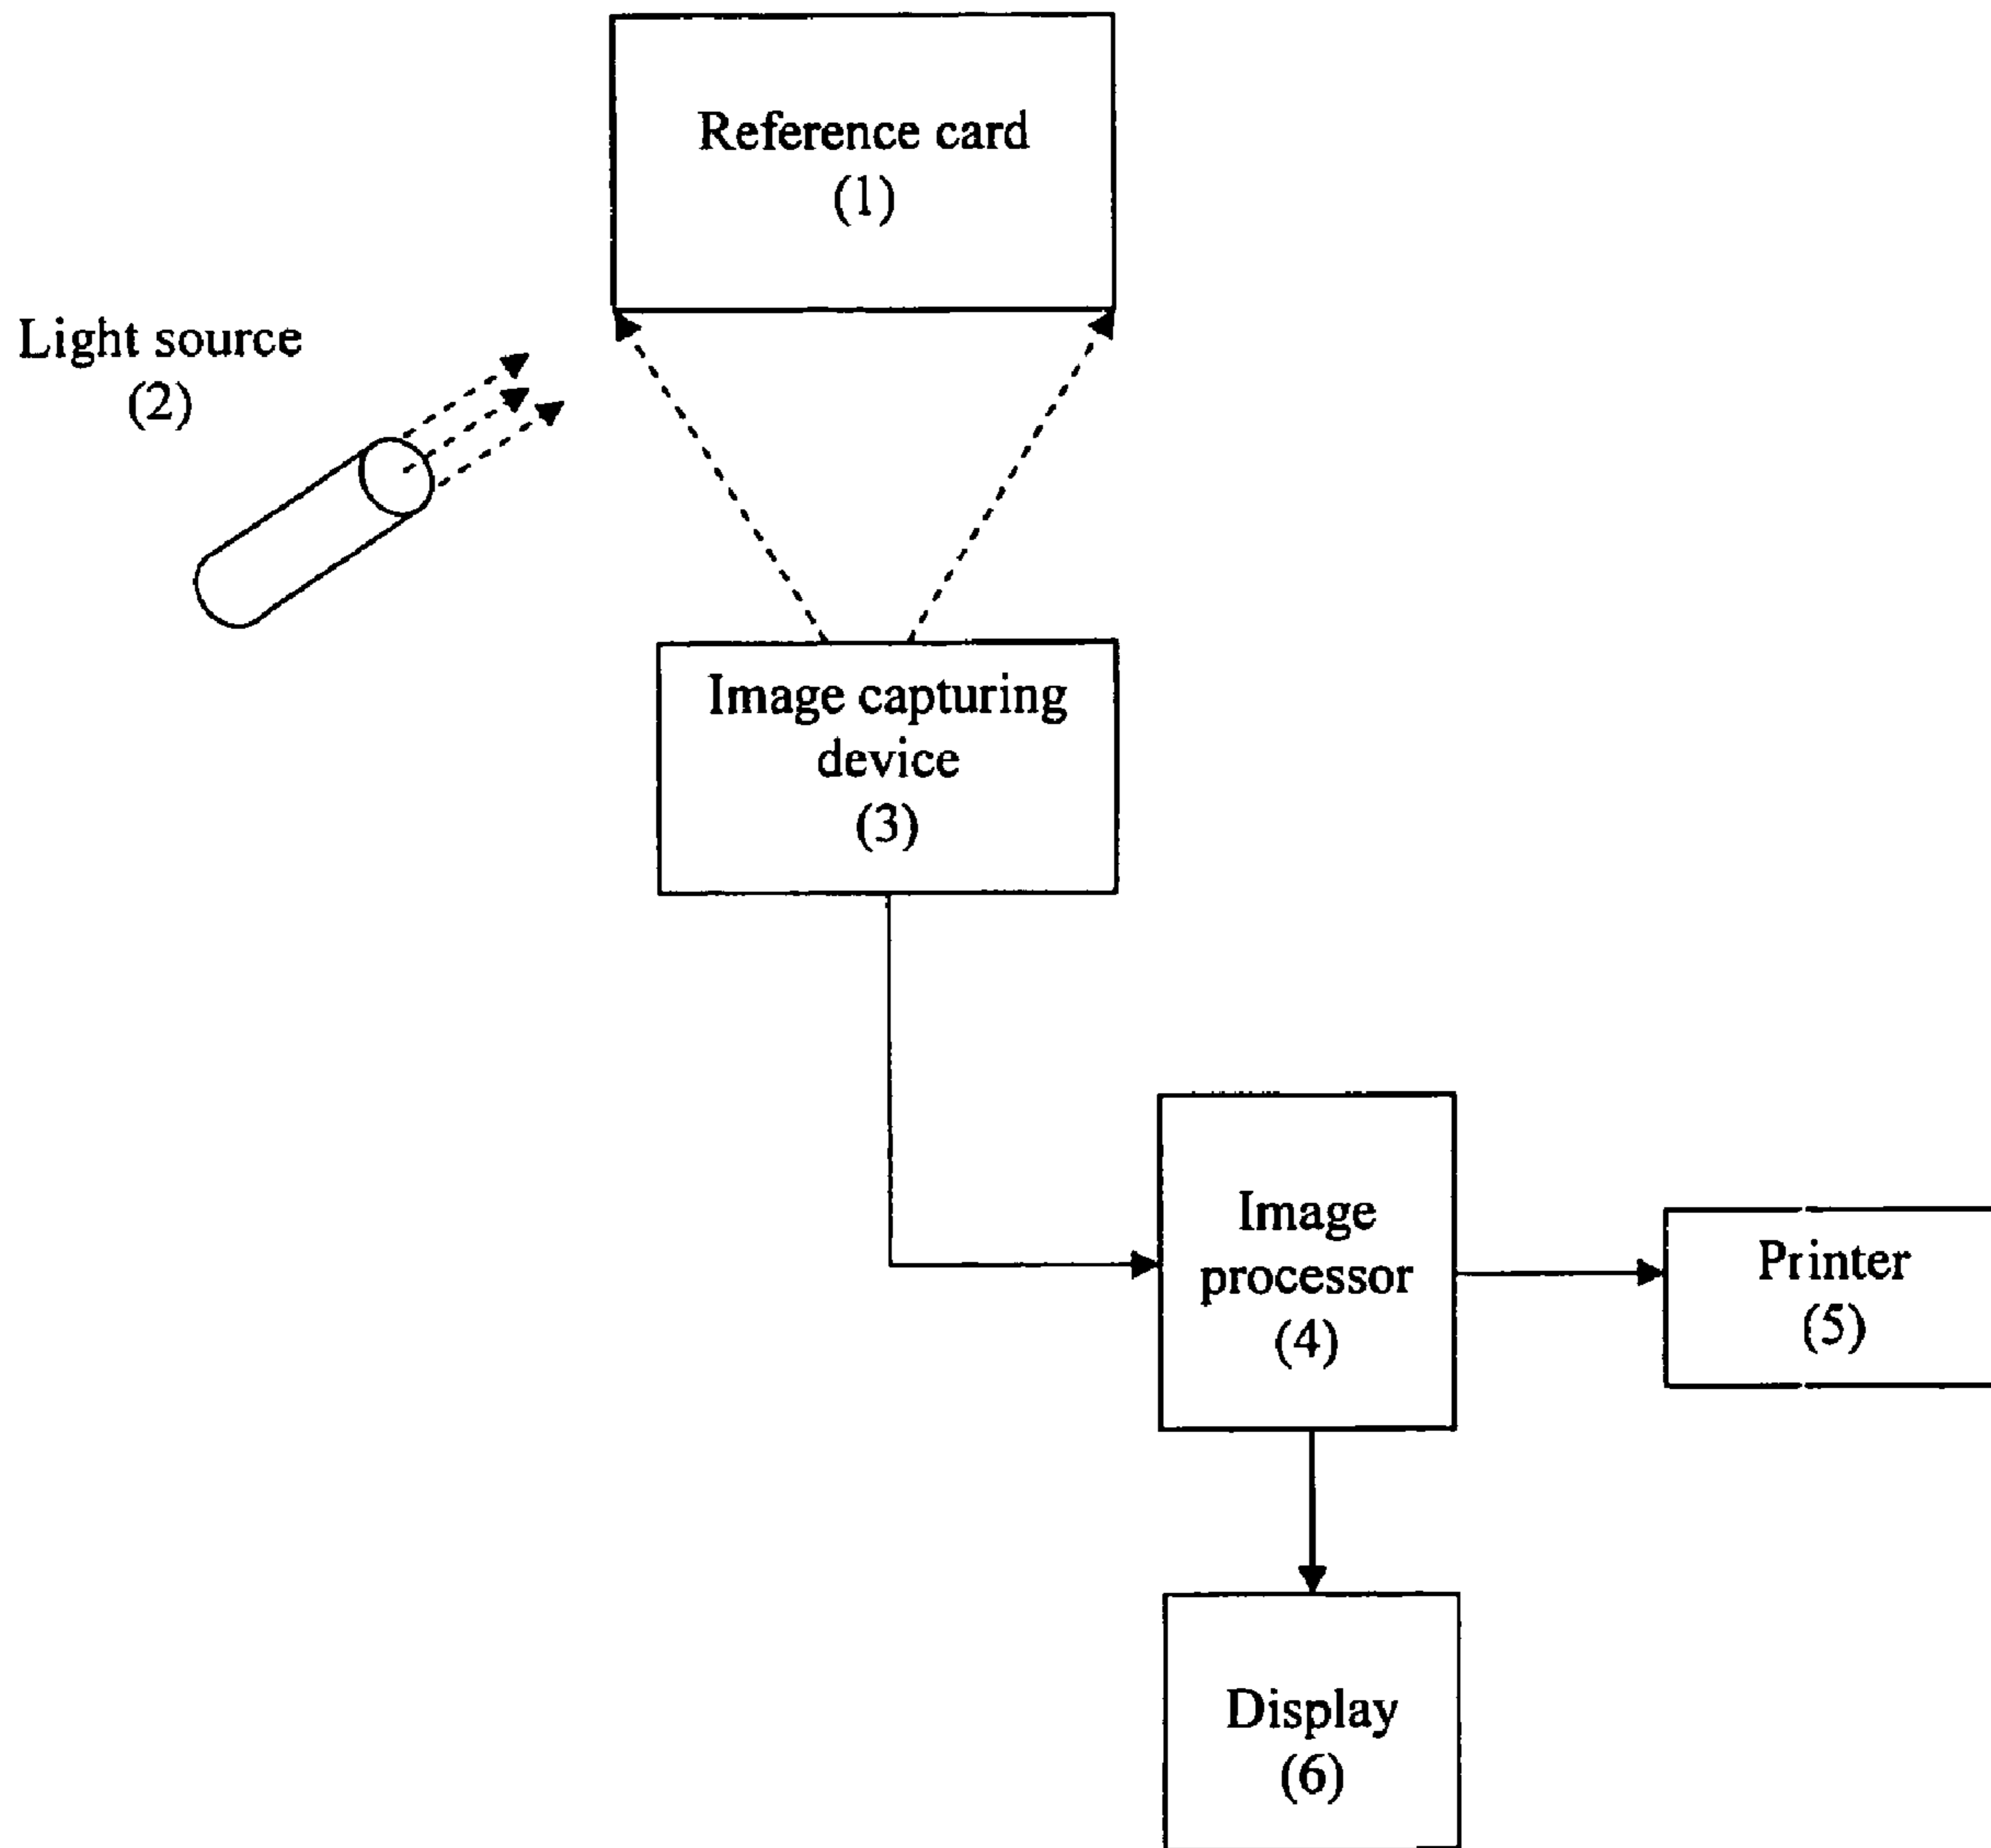 Reference card
(1)
Light source
(2)
Image capturing
device
(3)
Image
processor
(4)
Printer
(5)
Display
(6)